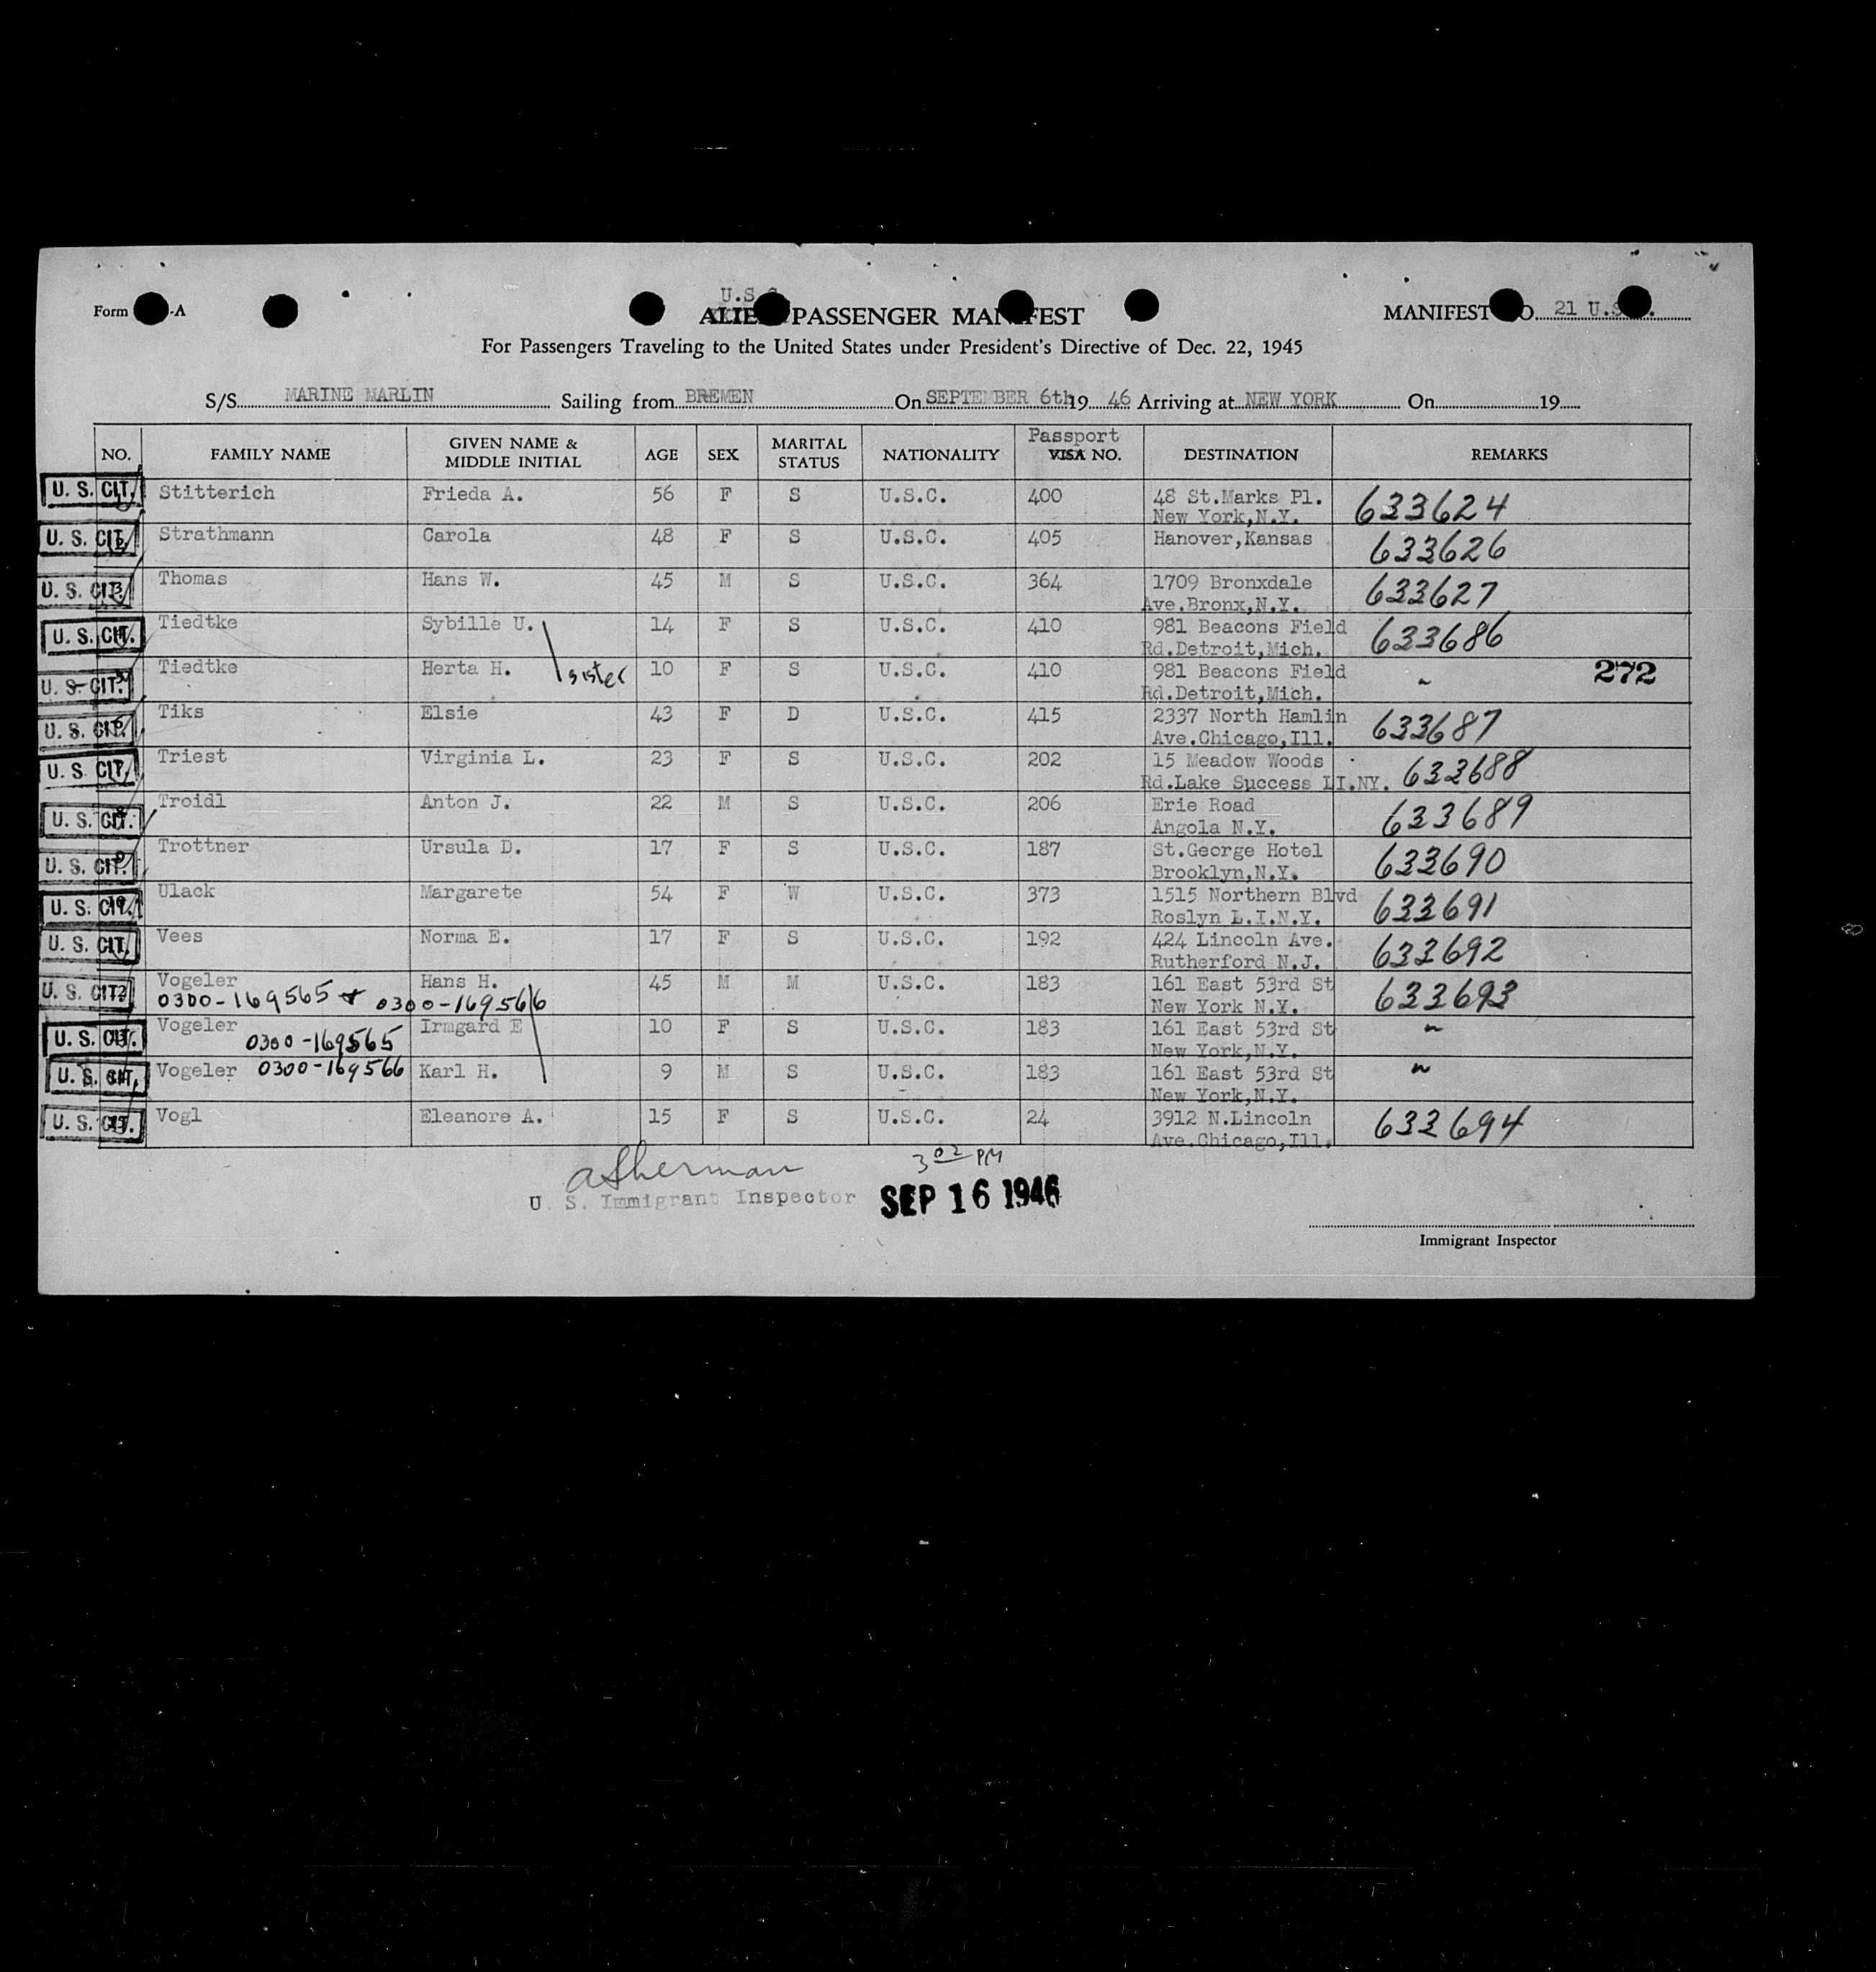 U.S.C.
Form -A ALIEN PASSENGER MANIFEST MANIFEST NO. 21 U.S.
For Passengers Traveling to the United States under President's Directive of Dec. 22, 1945
S/S MARINE MARLIN Sailing from BREMEN On SEPTEMBER 6th 19 46 Arriving at NEW YORK On 19
Passport
NO. FAMILY NAME GIVEN NAME & MIDDLE INITIAL AGE SEX MARITAL STATUS NATIONALITY VISA NO. DESTINATION REMARKS
U. S. CIT. Stitterich Frieda A. 56 F S U.S.C. 400 48 St.Marks Pl. 633624
New York,N.Y.
U. S. CIT. Strathmann Carola 48 F S U.S.C. 405 Hanover,Kansas 633626
U. S. CIT. Thomas Hans W. 45 M S U.S.C. 364 1709 Bronxdale 633627
Ave.Bronx,N.Y.
U. S. CIT. Tiedtke Sybille U. 14 F S U.S.C. 410 981 Beacons Field 633686
Rd.Detroit,Mich.
U. S. CIT. Tiedtke Herta H. sister 10 F S U.S.C. 410 981 Beacons Field 〃 272
Rd.Detroit,Mich.
U. S. CIT. Tiks Elsie 43 F D U.S.C. 415 2337 North Hamlin 633687
Ave.Chicago,Ill.
U. S. CIT. Triest Virginia L. 23 F S U.S.C. 202 15 Meadow Woods 633688
Rd.Lake Success LI.NY.
U. S. CIT. Troidl Anton J. 22 M S U.S.C. 206 Erie Road 633689
Angola N.Y.
U. S. CIT. Trottner Ursula D. 17 F S U.S.C. 187 St.George Hotel 633690
Brooklyn,N.Y.
U. S. CIT. Ulack Margarete 54 F W U.S.C. 373 1515 Northern Blvd 633691
Roslyn L.I.N.Y.
U. S. CIT. Vees Norma E. 17 F S U.S.C. 192 424 Lincoln Ave. 633692
Rutherford N.J.
U. S. CIT. Vogeler Hans H. 45 M M U.S.C. 183 161 East 53rd St 633693
0300-169565 + 0300-169566 New York N.Y.
U. S. CIT. Vogeler Irmgard E 10 F S U.S.C. 183 161 East 53rd St 〃
0300-169565 New York,N.Y.
U. S. CIT. Vogeler 0300-169566 Karl H. 9 M S U.S.C. 183 161 East 53rd St 〃
New York,N.Y.
U. S. CIT. Vogl Eleanore A. 15 F S U.S.C. 24 3912 N.Lincoln 633694
Ave.Chicago,Ill.
asherman 3 02 PM
U. S. Immigrant Inspector SEP 16 1946
Immigrant Inspector